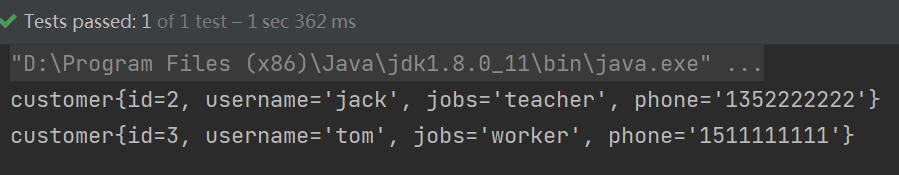 Tests passed: 1 of 1 test – 1 sec 362 ms
"D:\Program Files (x86)\Java\jdk1.8.0_11\bin\java.exe" ...
customer{id=2, username='jack', jobs='teacher', phone='1352222222'}
customer{id=3, username='tom', jobs='worker', phone='1511111111'}